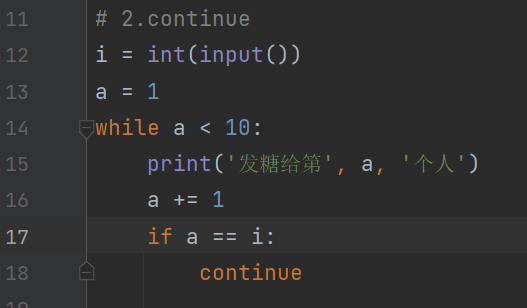 11 # 2.continue
12 i = int(input())
13 a = 1
14 while a < 10:
15     print('发糖给第', a, '个人')
16     a += 1
17     if a == i:
18         continue